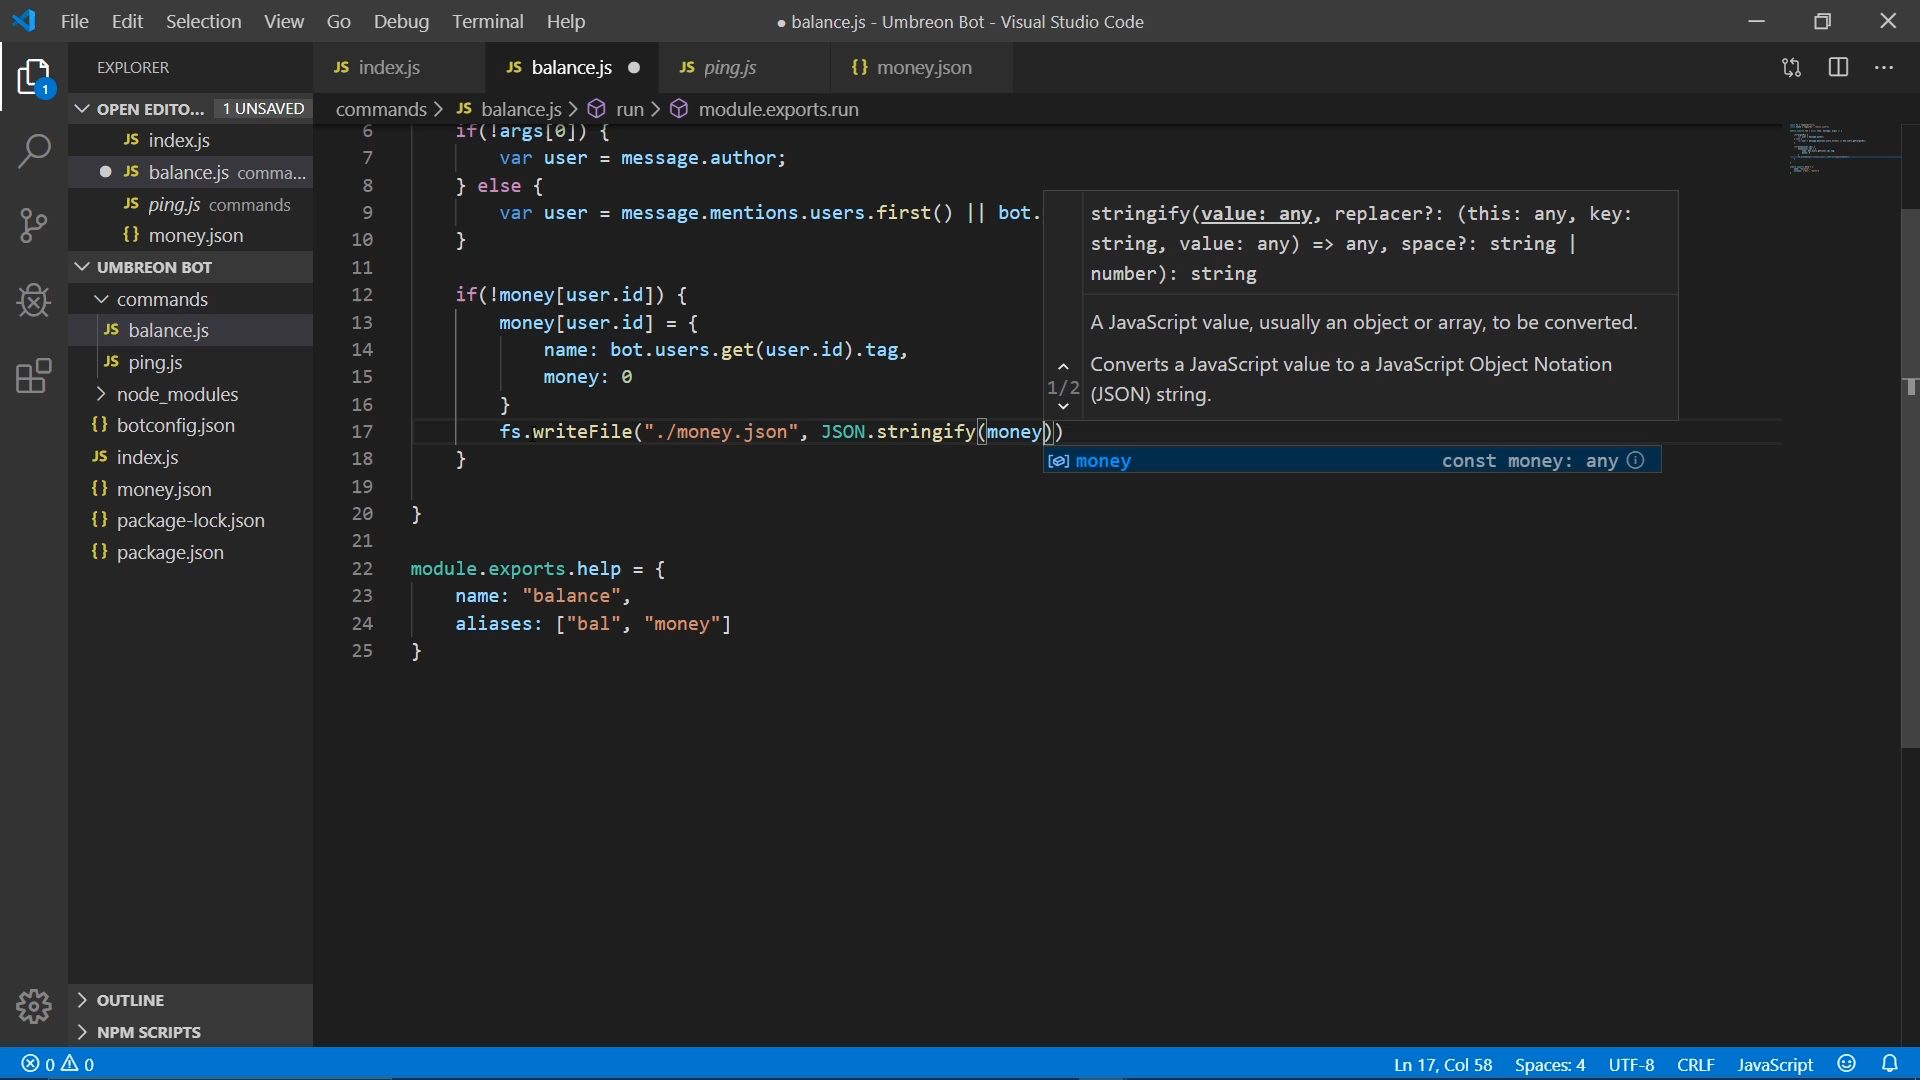 File Edit Selection View Go Debug Terminal Help
● balance.js - Umbreon Bot - Visual Studio Code
EXPLORER
JS index.js
JS balance.js ●
JS ping.js
{} money.json
OPEN EDITO... 1 UNSAVED
JS index.js
● JS balance.js comma...
JS ping.js commands
{} money.json
UMBREON BOT
commands
JS balance.js
JS ping.js
node_modules
{} botconfig.json
JS index.js
{} money.json
{} package-lock.json
{} package.json
OUTLINE
NPM SCRIPTS
commands > JS balance.js > run > module.exports.run
6 if(!args[0]) {
7 var user = message.author;
8 } else {
9 var user = message.mentions.users.first() || bot.
10 }
11
12 if(!money[user.id]) {
13 money[user.id] = {
14 name: bot.users.get(user.id).tag,
15 money: 0
16 }
17 fs.writeFile("./money.json", JSON.stringify(money))
18 }
19
20 }
21
22 module.exports.help = {
23 name: "balance",
24 aliases: ["bal", "money"]
25 }
stringify(value: any, replacer?: (this: any, key:
string, value: any) => any, space?: string |
number): string
A JavaScript value, usually an object or array, to be converted.
1/2
Converts a JavaScript value to a JavaScript Object Notation
(JSON) string.
money const money: any
1
0 0
Ln 17, Col 58 Spaces: 4 UTF-8 CRLF JavaScript